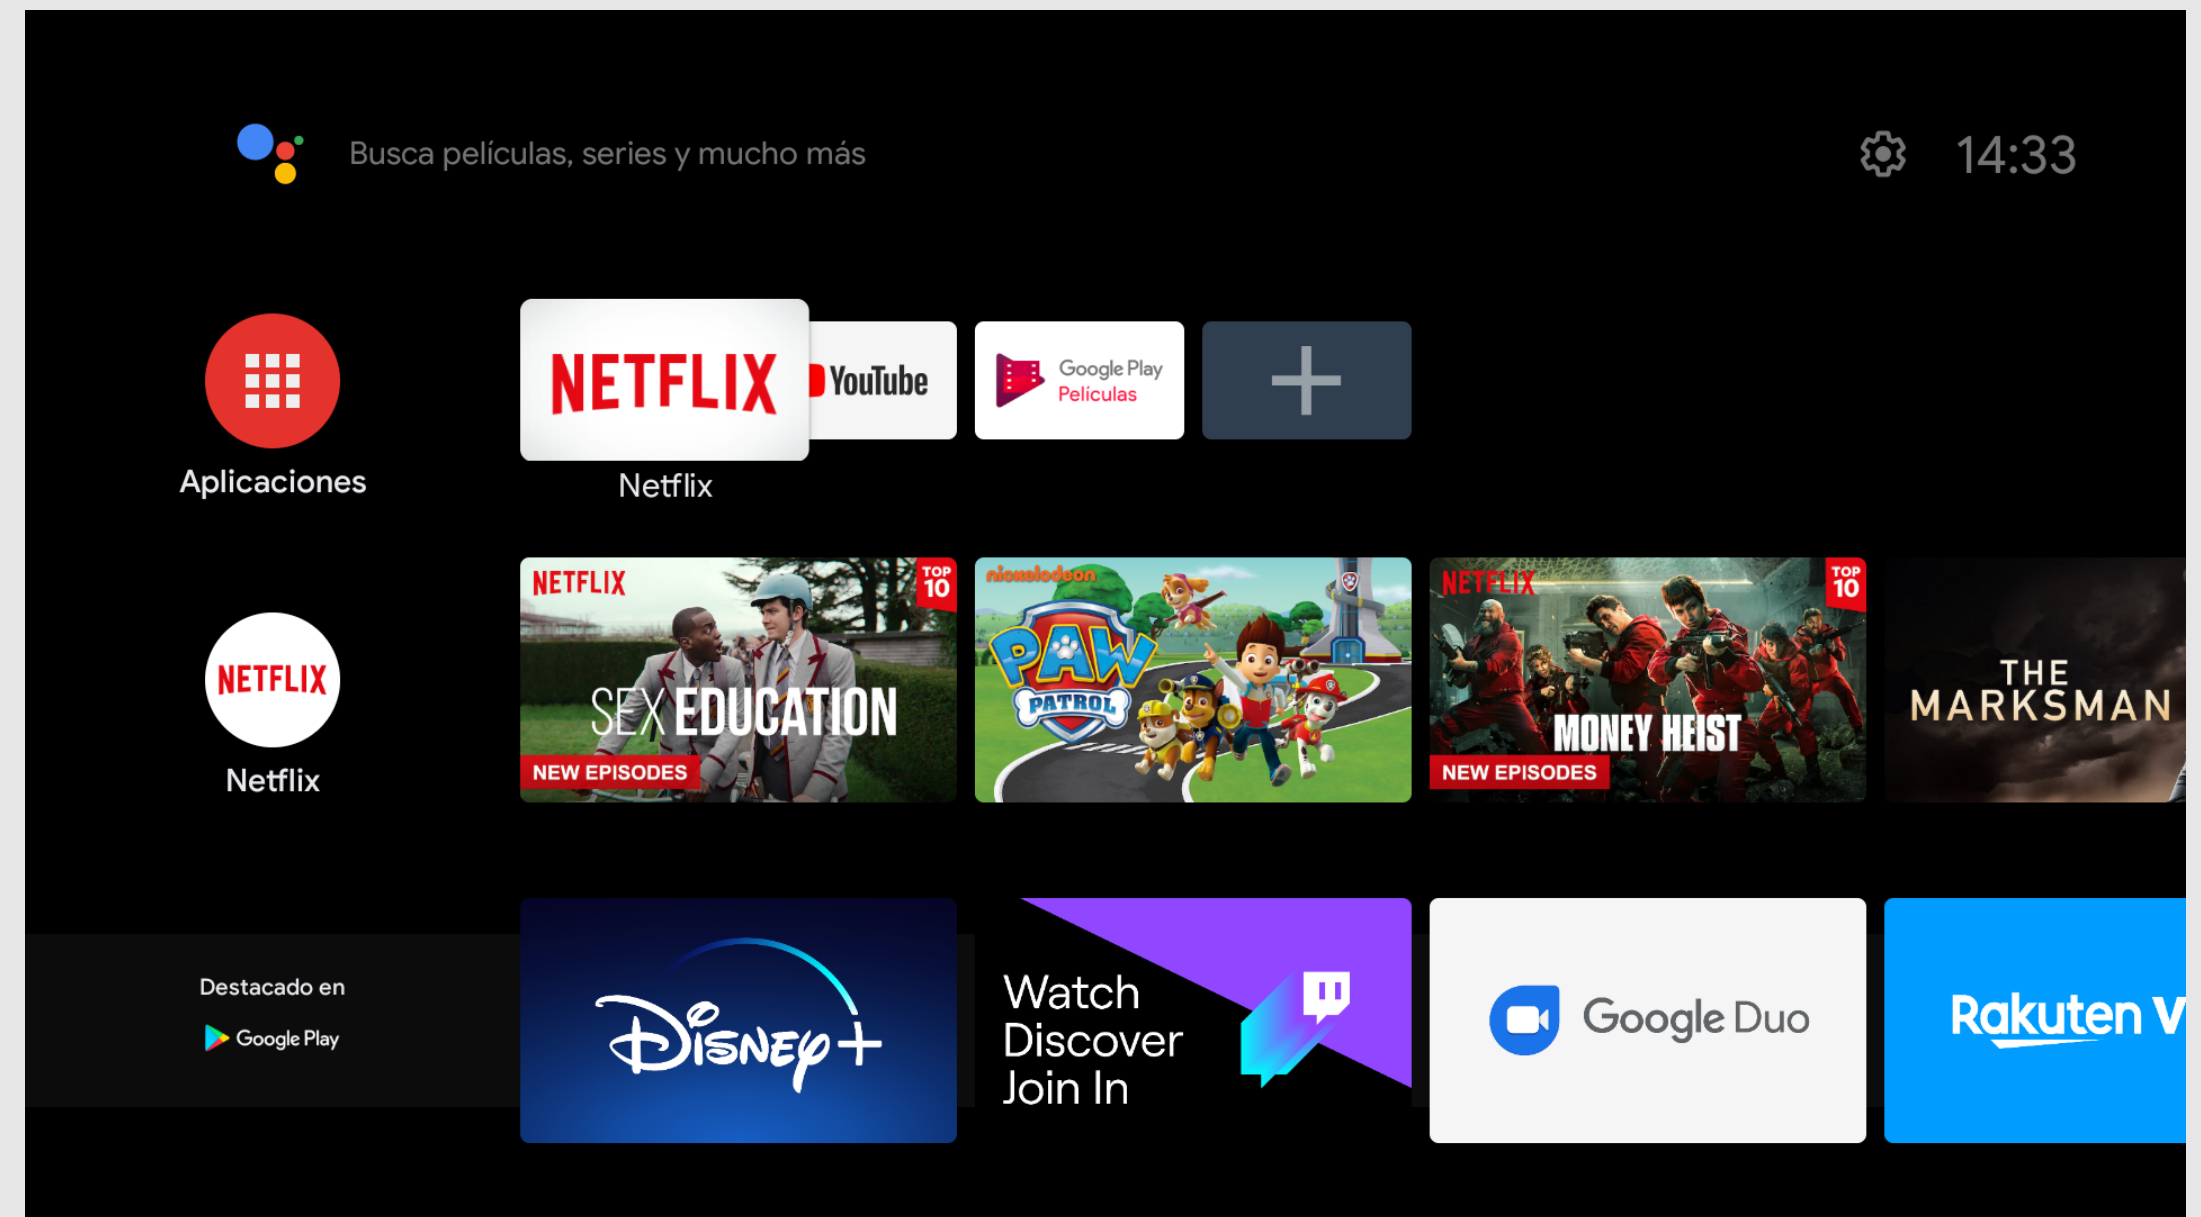 Busca películas, series y mucho más
14:33
Aplicaciones
NETFLIX
YouTube
Google Play
Películas
Netflix
NETFLIX
Netflix
NETFLIX
TOP
10
SEX EDUCATION
NEW EPISODES
nickelodeon
PAW
PATROL
NETFLIX
TOP
10
MONEY HEIST
NEW EPISODES
THE
MARKSMAN
Destacado en
Google Play
Disney+
Watch
Discover
Join In
Google Duo
Rakuten V